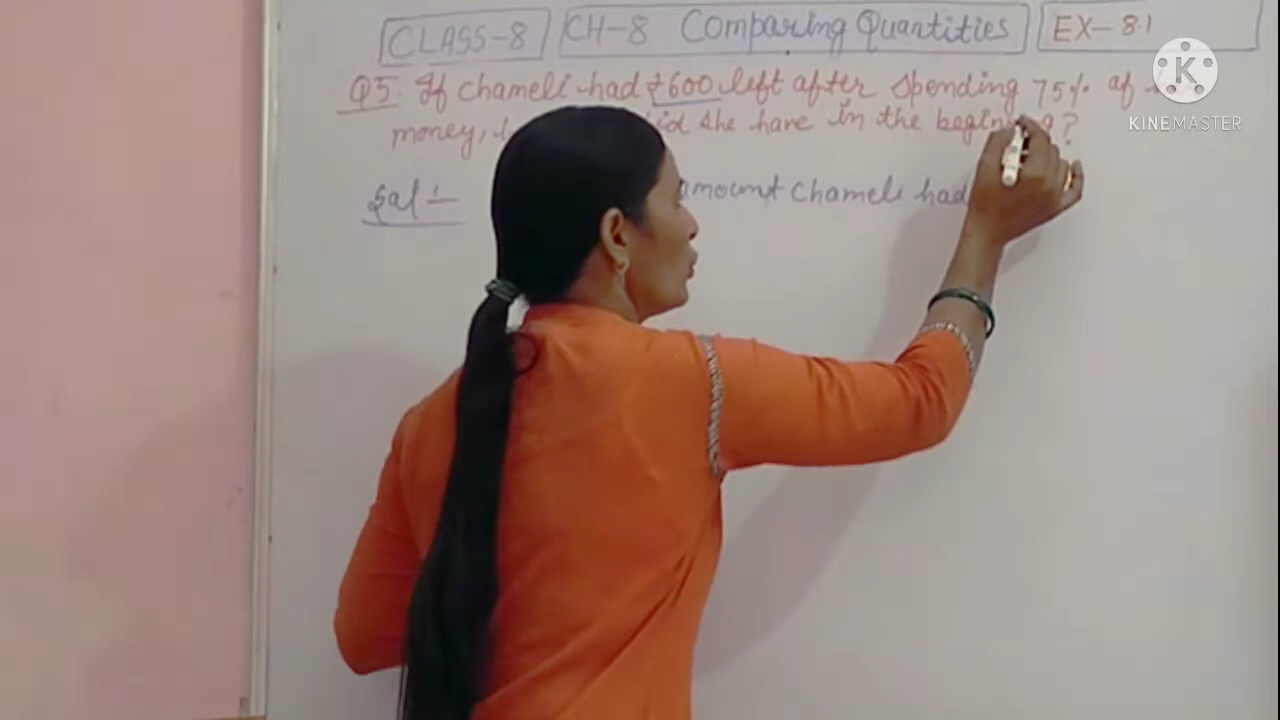 CLASS-8 CH-8 Comparing Quantities EX-8.1
Q5. If chameli had ₹600 left after spending 75% of
money, did she have in the beginning?
Sol:- amount Chameli had
K
KINEMASTER